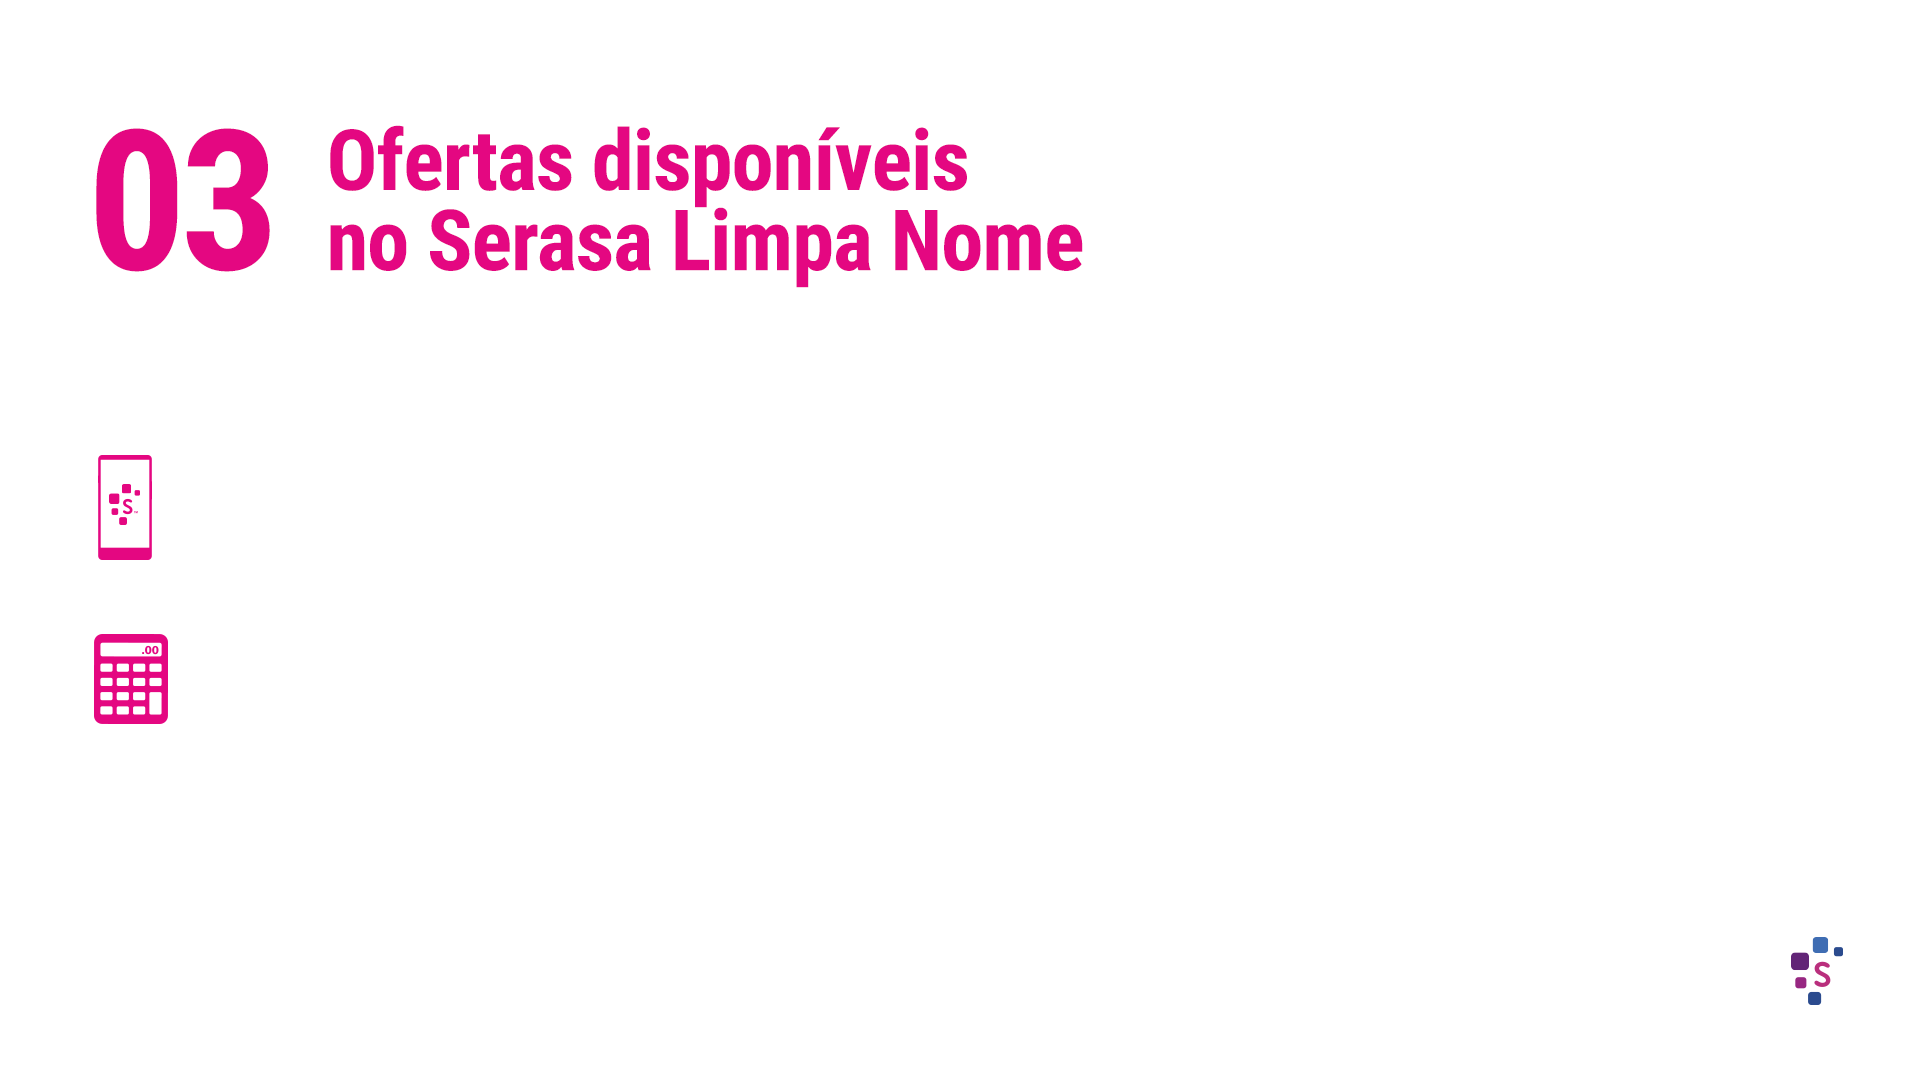 03
Ofertas disponíveis
no Serasa Limpa Nome
S
.00
S